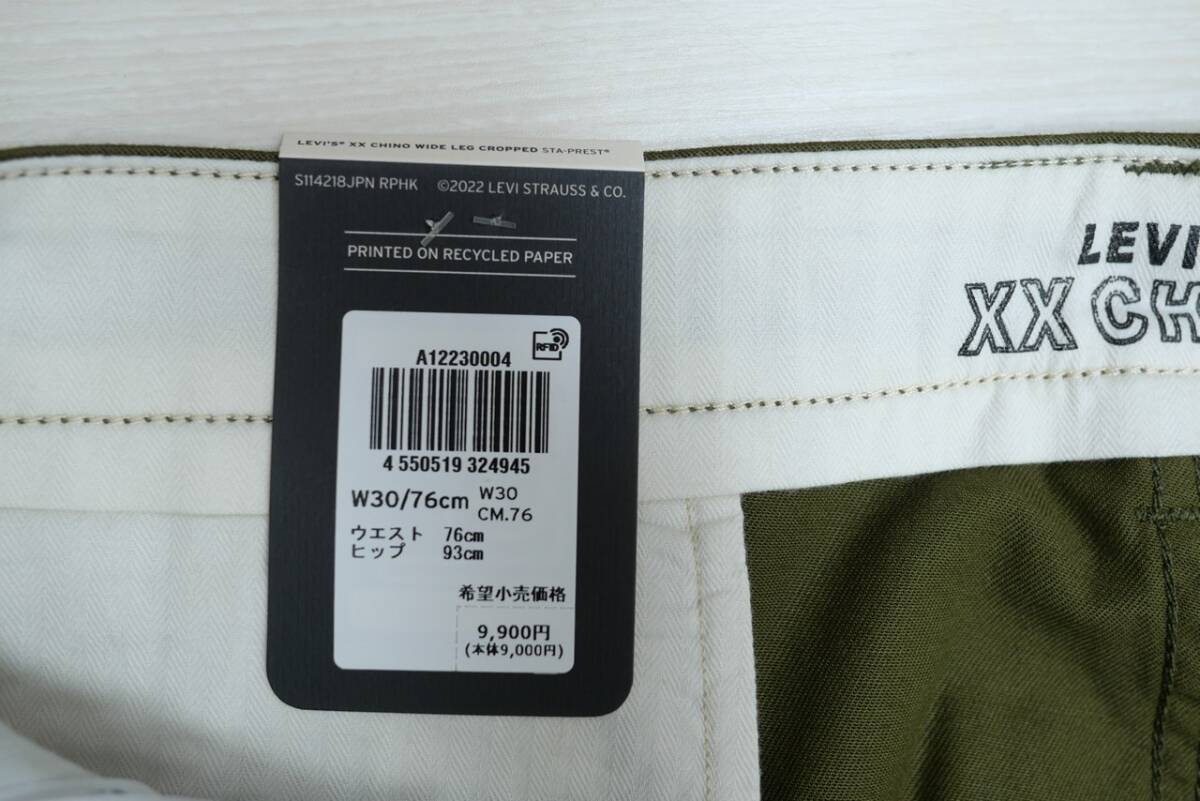 LEVI'S® XX CHINO WIDE LEG CROPPED STA-PREST®
S114218JPN RPHK ©2022 LEVI STRAUSS & CO.
PRINTED ON RECYCLED PAPER
RFID
A12230004
4 550519 324945
W30/76cm W30
CM.76
ウエスト 76cm
ヒップ 93cm
希望小売価格
9,900円
(本体9,000円)
LEVI'
XX CH